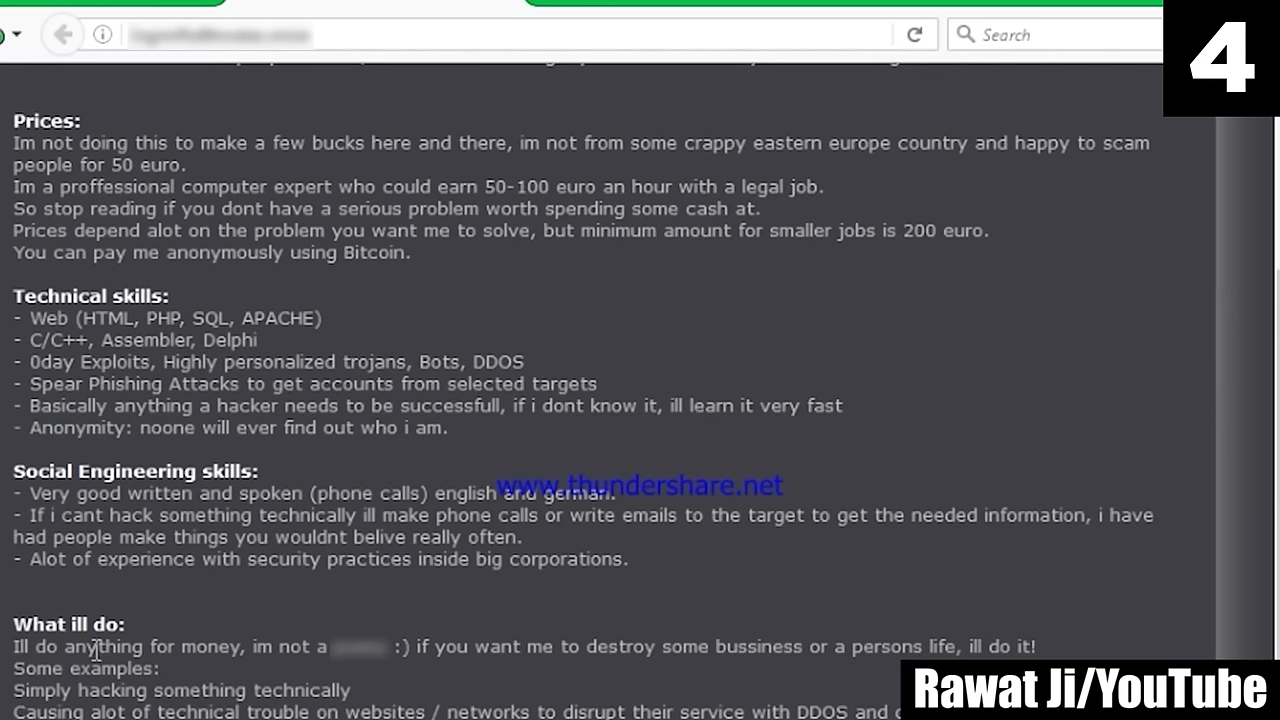 Search
4
Prices:
Im not doing this to make a few bucks here and there, im not from some crappy eastern europe country and happy to scam
people for 50 euro.
Im a proffessional computer expert who could earn 50-100 euro an hour with a legal job.
So stop reading if you dont have a serious problem worth spending some cash at.
Prices depend alot on the problem you want me to solve, but minimum amount for smaller jobs is 200 euro.
You can pay me anonymously using Bitcoin.
Technical skills:
- Web (HTML, PHP, SQL, APACHE)
- C/C++, Assembler, Delphi
- 0day Exploits, Highly personalized trojans, Bots, DDOS
- Spear Phishing Attacks to get accounts from selected targets
- Basically anything a hacker needs to be successfull, if i dont know it, ill learn it very fast
- Anonymity: noone will ever find out who i am.
Social Engineering skills:
www.thundershare.net
- Very good written and spoken (phone calls) english and german.
- If i cant hack something technically ill make phone calls or write emails to the target to get the needed information, i have
had people make things you wouldnt belive really often.
- Alot of experience with security practices inside big corporations.
What ill do:
Ill do anything for money, im not a :) if you want me to destroy some bussiness or a persons life, ill do it!
Some examples:
Simply hacking something technically
Causing alot of technical trouble on websites / networks to disrupt their service with DDOS and
Rawat Ji/YouTube